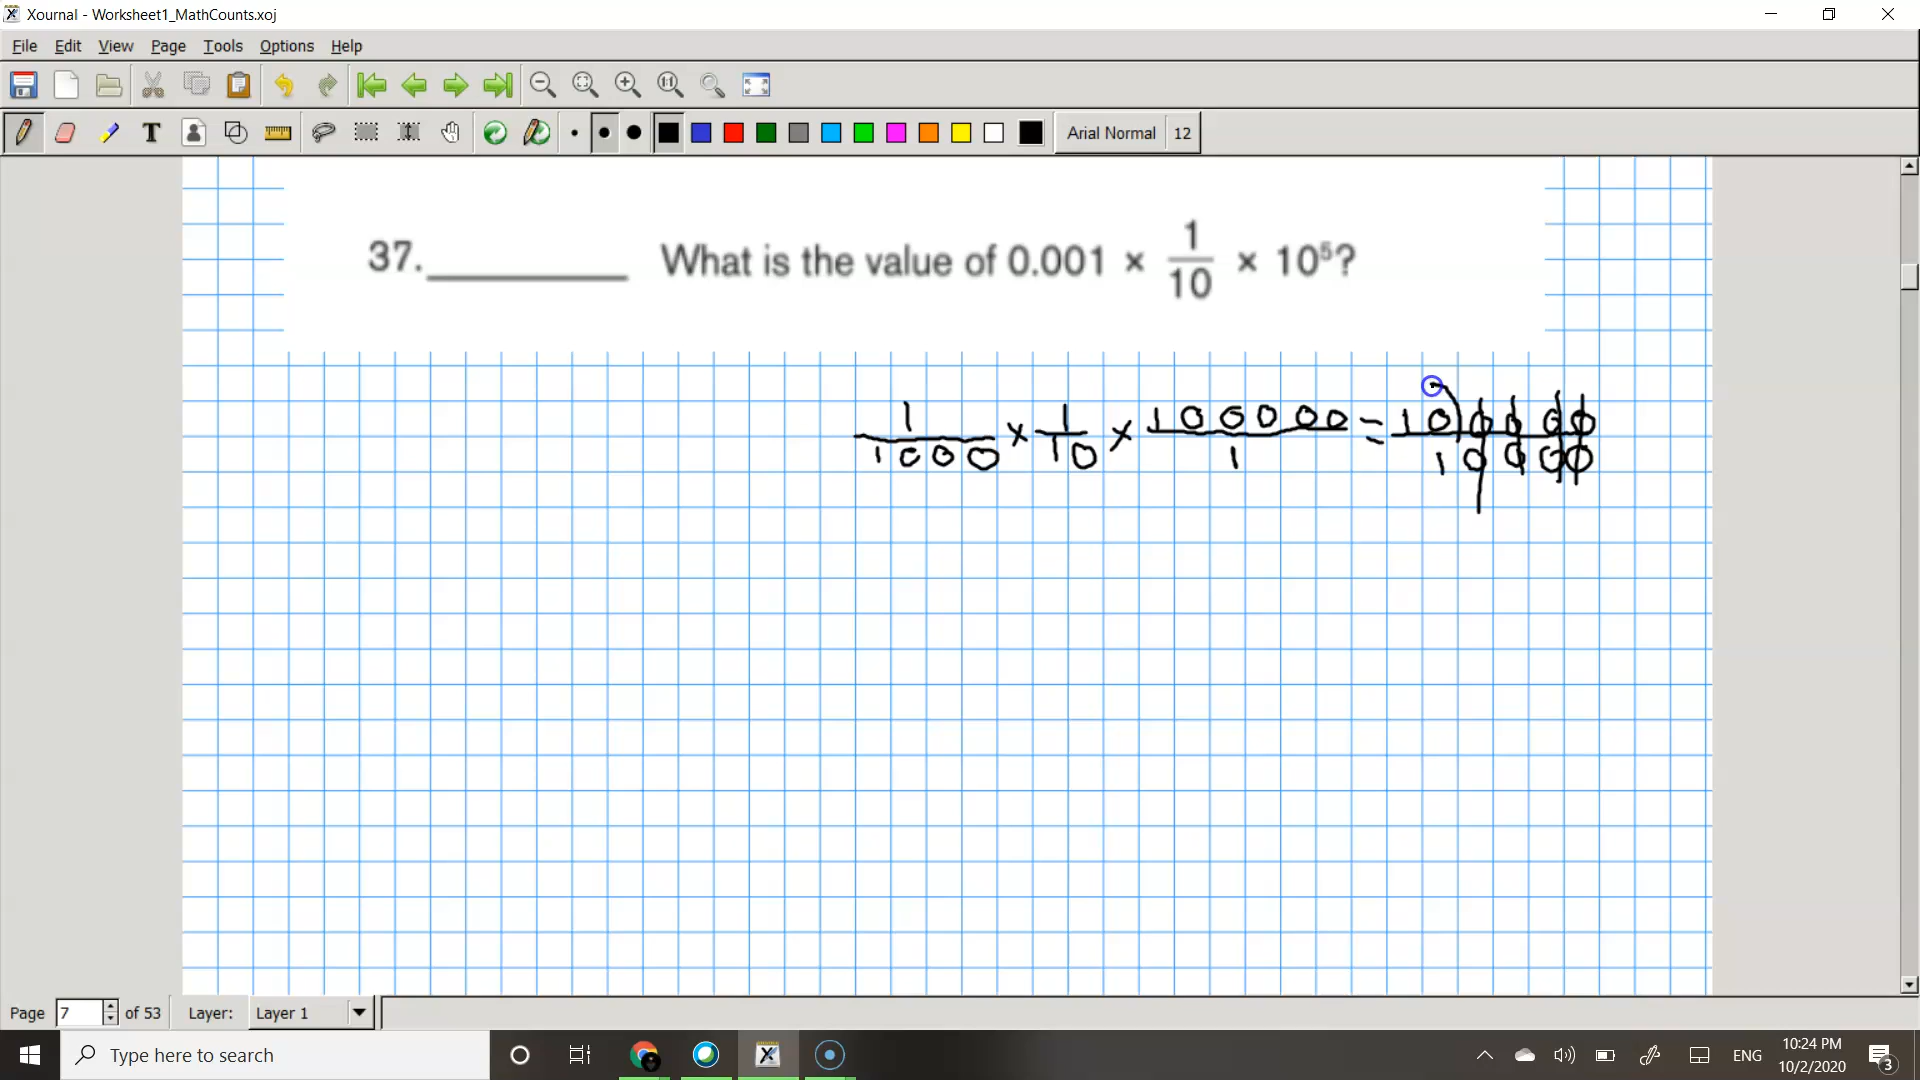 Xournal - Worksheet1_MathCounts.xoj
File Edit View Page Tools Options Help
Arial Normal 12
37.__________ What is the value of 0.001 × 1/10 × 10⁵?
1/1000 × 1/10 × 100000/1 = 100000/10000
Page 7 of 53 Layer: Layer 1
Type here to search
ENG
10:24 PM
10/2/2020
3